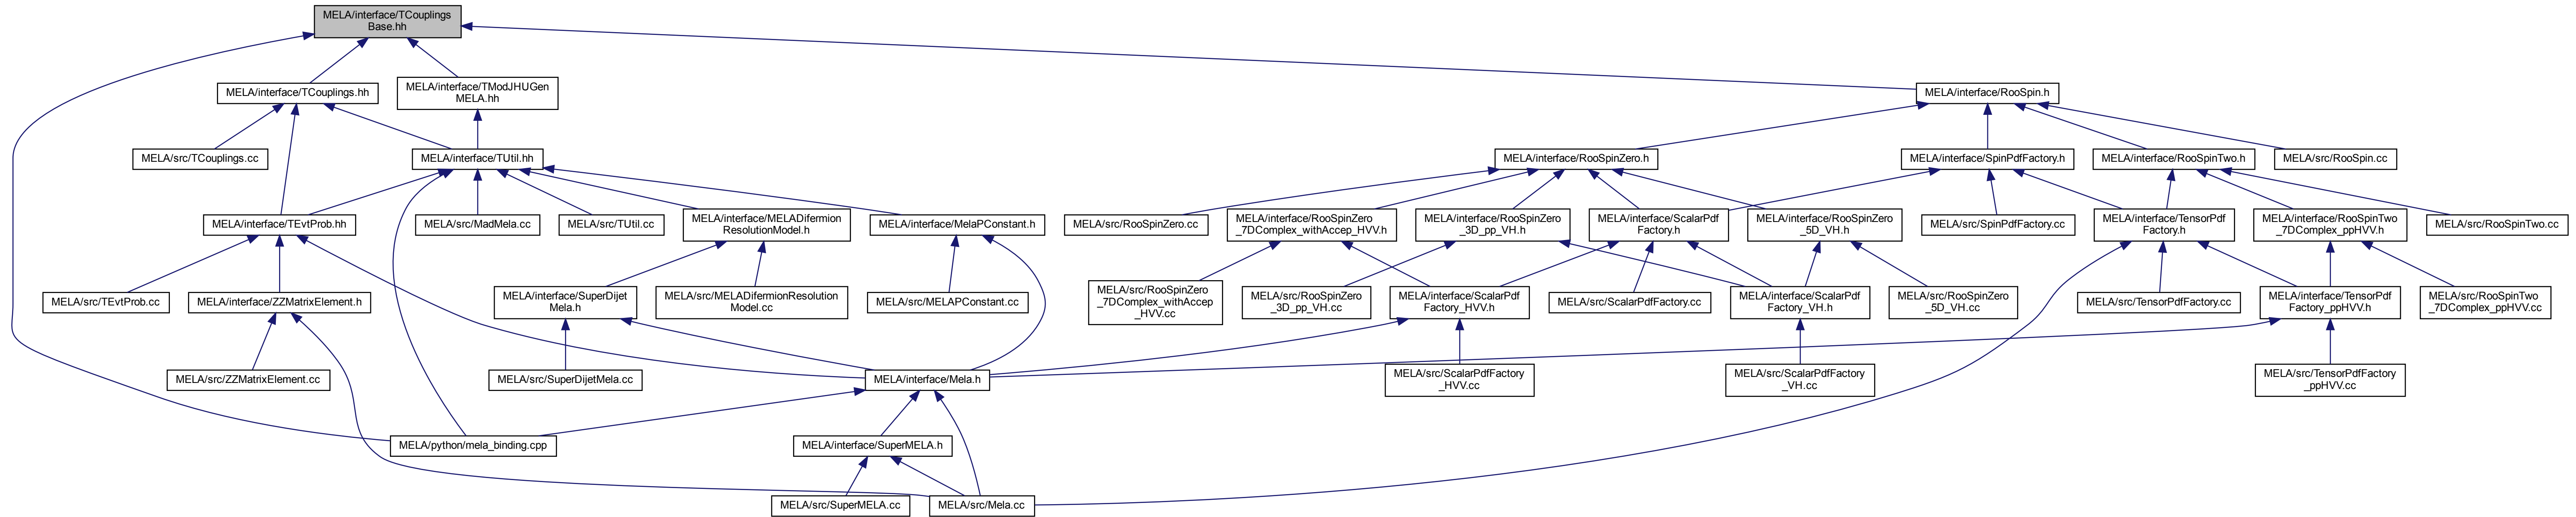 MELA/interface/TCouplings
Base.hh
MELA/interface/TCouplings.hh
MELA/interface/TModJHUGen
MELA.hh
MELA/interface/RooSpin.h
MELA/src/TCouplings.cc
MELA/interface/TUtil.hh
MELA/interface/RooSpinZero.h
MELA/interface/SpinPdfFactory.h
MELA/interface/RooSpinTwo.h
MELA/src/RooSpin.cc
MELA/interface/TEvtProb.hh
MELA/src/MadMela.cc
MELA/src/TUtil.cc
MELA/interface/MELADifermion
ResolutionModel.h
MELA/interface/MelaPConstant.h
MELA/src/RooSpinZero.cc
MELA/interface/RooSpinZero
_7DComplex_withAccep_HVV.h
MELA/interface/RooSpinZero
_3D_pp_VH.h
MELA/interface/ScalarPdf
Factory.h
MELA/interface/RooSpinZero
_5D_VH.h
MELA/src/SpinPdfFactory.cc
MELA/interface/TensorPdf
Factory.h
MELA/interface/RooSpinTwo
_7DComplex_ppHVV.h
MELA/src/RooSpinTwo.cc
MELA/src/TEvtProb.cc
MELA/interface/ZZMatrixElement.h
MELA/interface/SuperDijet
Mela.h
MELA/src/MELADifermionResolution
Model.cc
MELA/src/MELAPConstant.cc
MELA/src/RooSpinZero
_7DComplex_withAccep
_HVV.cc
MELA/src/RooSpinZero
_3D_pp_VH.cc
MELA/interface/ScalarPdf
Factory_HVV.h
MELA/src/ScalarPdfFactory.cc
MELA/interface/ScalarPdf
Factory_VH.h
MELA/src/RooSpinZero
_5D_VH.cc
MELA/src/TensorPdfFactory.cc
MELA/interface/TensorPdf
Factory_ppHVV.h
MELA/src/RooSpinTwo
_7DComplex_ppHVV.cc
MELA/src/ZZMatrixElement.cc
MELA/src/SuperDijetMela.cc
MELA/interface/Mela.h
MELA/src/ScalarPdfFactory
_HVV.cc
MELA/src/ScalarPdfFactory
_VH.cc
MELA/src/TensorPdfFactory
_ppHVV.cc
MELA/python/mela_binding.cpp
MELA/interface/SuperMELA.h
MELA/src/SuperMELA.cc
MELA/src/Mela.cc